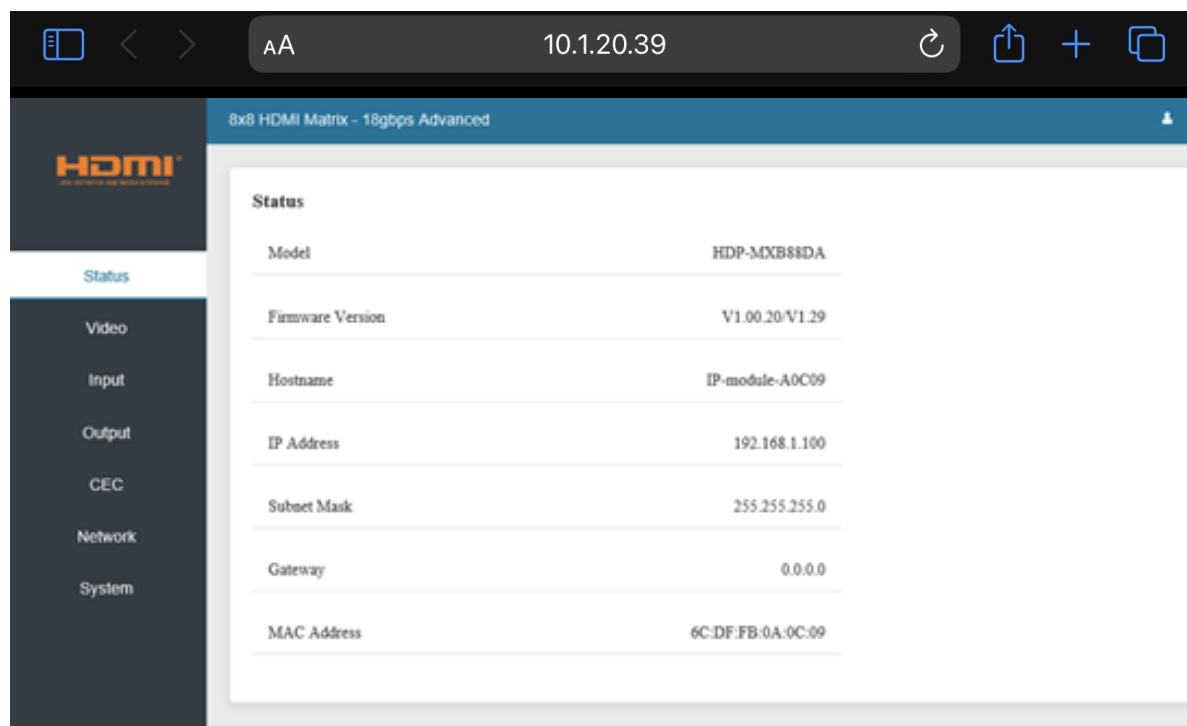 AA
10.1.20.39
8x8 HDMI Matrix - 18gbps Advanced
HDMI
Status
Video
Input
Output
CEC
Network
System
Status
Model HDP-MXB88DA
Firmware Version V1.00.20/V1.29
Hostname IP-module-A0C09
IP Address 192.168.1.100
Subnet Mask 255.255.255.0
Gateway 0.0.0.0
MAC Address 6C:DF:FB:0A:0C:09